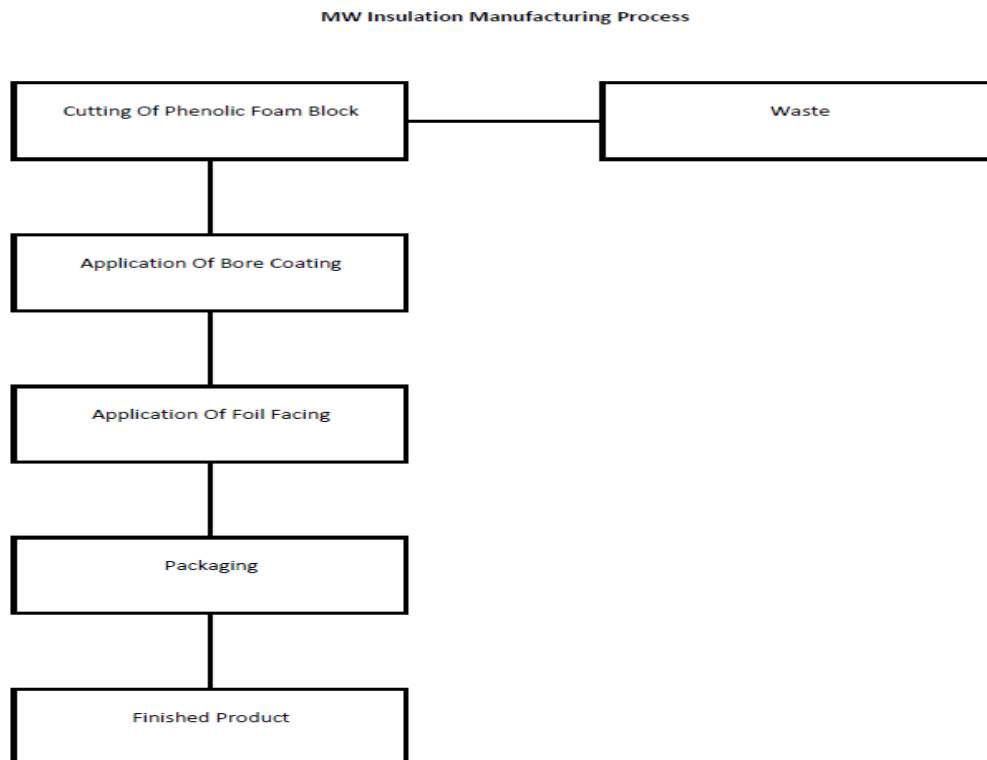 MW Insulation Manufacturing Process
Cutting Of Phenolic Foam Block
Waste
Application Of Bore Coating
Application Of Foil Facing
Packaging
Finished Product